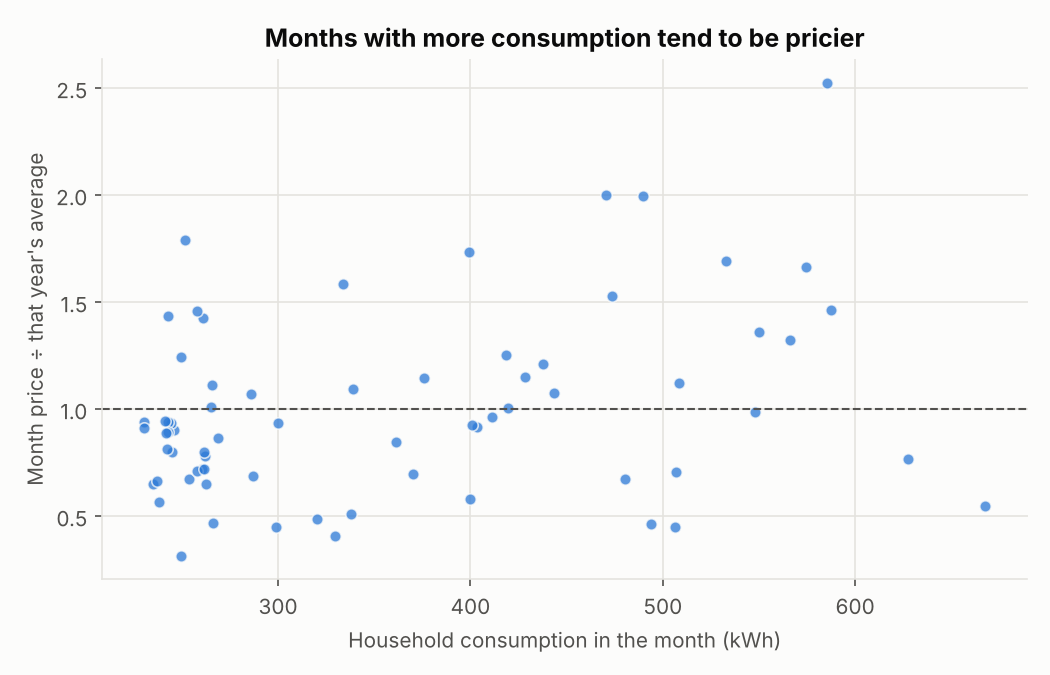 Months with more consumption tend to be pricier
Month price ÷ that year's average
2.5
2.0
1.5
1.0
0.5
300 400 500 600
Household consumption in the month (kWh)